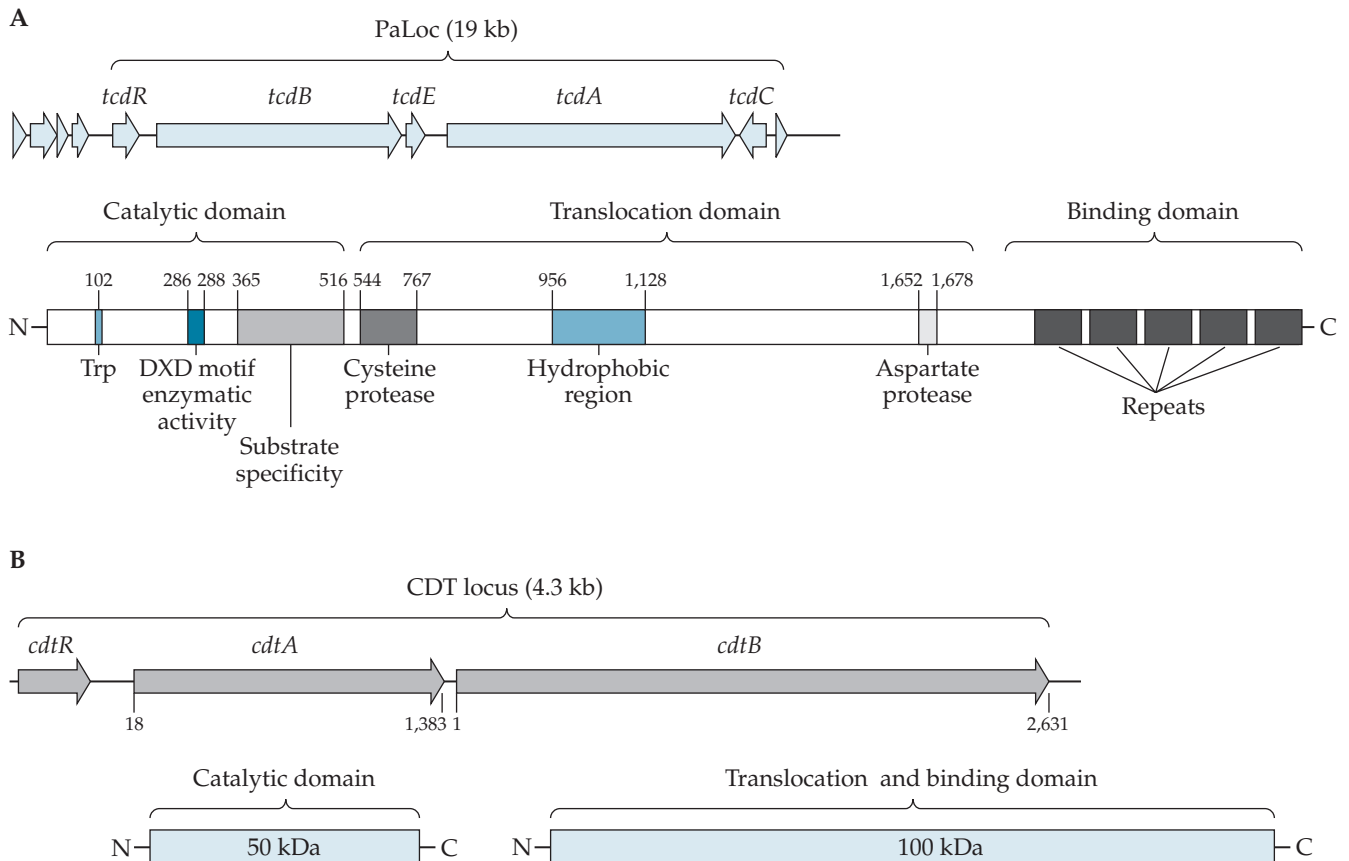 A
PaLoc (19 kb)
tcdR tcdB tcdE tcdA tcdC
Catalytic domain Translocation domain Binding domain
102 286 288 365 516 544 767 956 1,128 1,652 1,678
N C
Trp DXD motif Cysteine Hydrophobic Aspartate
enzymatic protease region protease
activity
Repeats
Substrate
specificity
B
CDT locus (4.3 kb)
cdtR cdtA cdtB
18 1,383 1 2,631
Catalytic domain Translocation and binding domain
N 50 kDa C N 100 kDa C